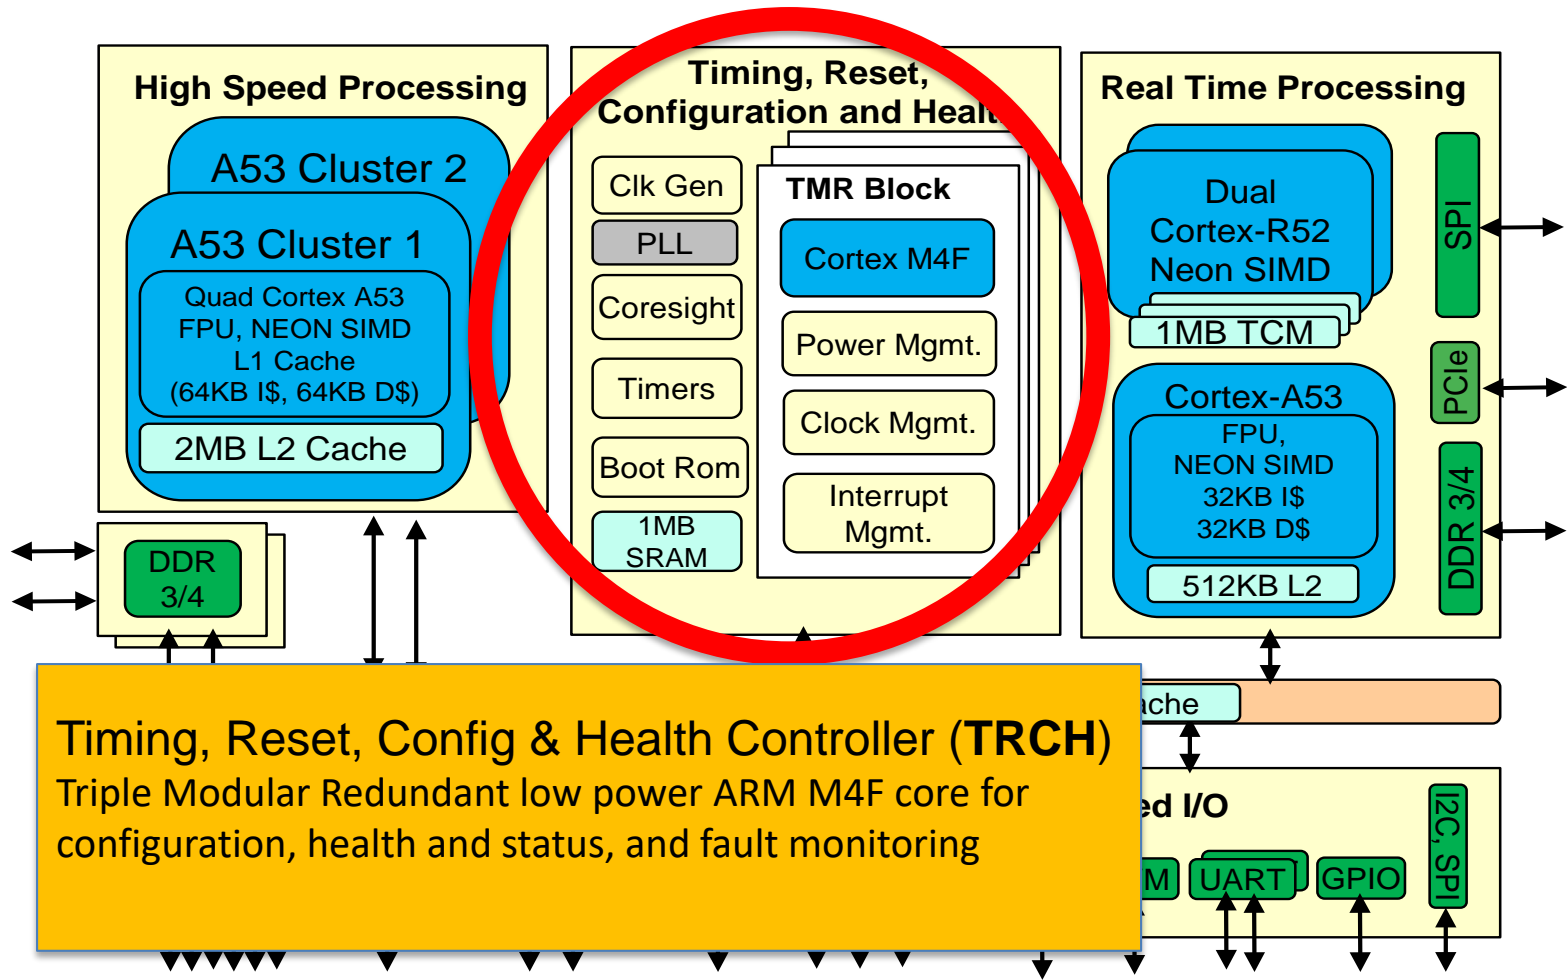 High Speed Processing
A53 Cluster 2
A53 Cluster 1
Quad Cortex A53
FPU, NEON SIMD
L1 Cache
(64KB I$, 64KB D$)
2MB L2 Cache
DDR
3/4
Timing, Reset,
Configuration and Healt
Clk Gen
PLL
Coresight
Timers
Boot Rom
1MB
SRAM
TMR Block
Cortex M4F
Power Mgmt.
Clock Mgmt.
Interrupt
Mgmt.
Real Time Processing
Dual
Cortex-R52
Neon SIMD
1MB TCM
Cortex-A53
FPU,
NEON SIMD
32KB I$
32KB D$
512KB L2
SPI
PCIe
DDR 3/4
ache
Timing, Reset, Config & Health Controller (TRCH)
Triple Modular Redundant low power ARM M4F core for
configuration, health and status, and fault monitoring
ed I/O
M
UART
GPIO
I2C, SPI